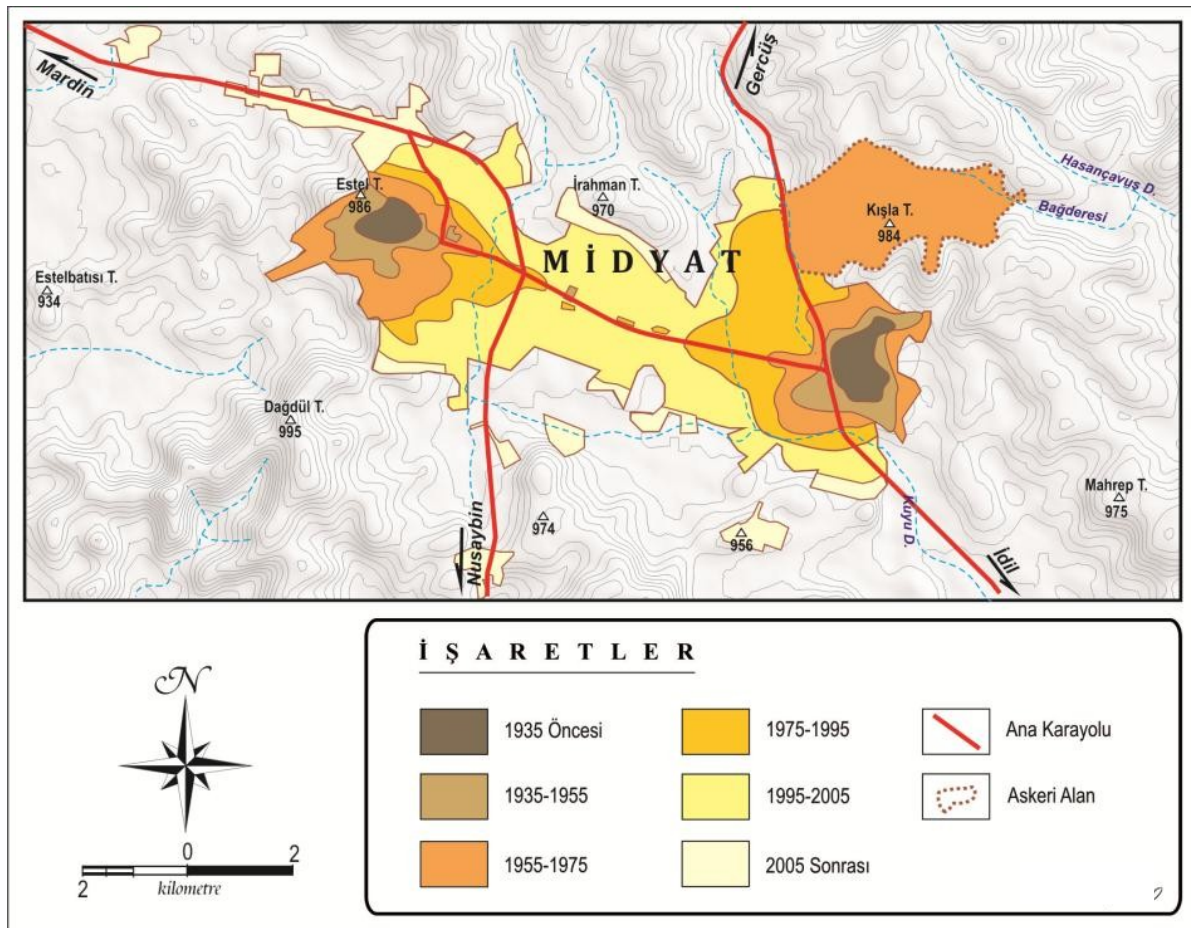 Mardin
Gercüş
Hasançavuş D.
Bağderesi
Estel T.
986
İrahman T.
970
Kışla T.
984
MİDYAT
Estelbatısı T.
934
Dağdül T.
995
Mahrep T.
975
974
956
Kuyu D.
Nusaybin
İdil
İŞARETLER
1935 Öncesi
1975-1995
Ana Karayolu
1935-1955
1995-2005
Askeri Alan
1955-1975
2005 Sonrası
N
0 2
2 kilometre